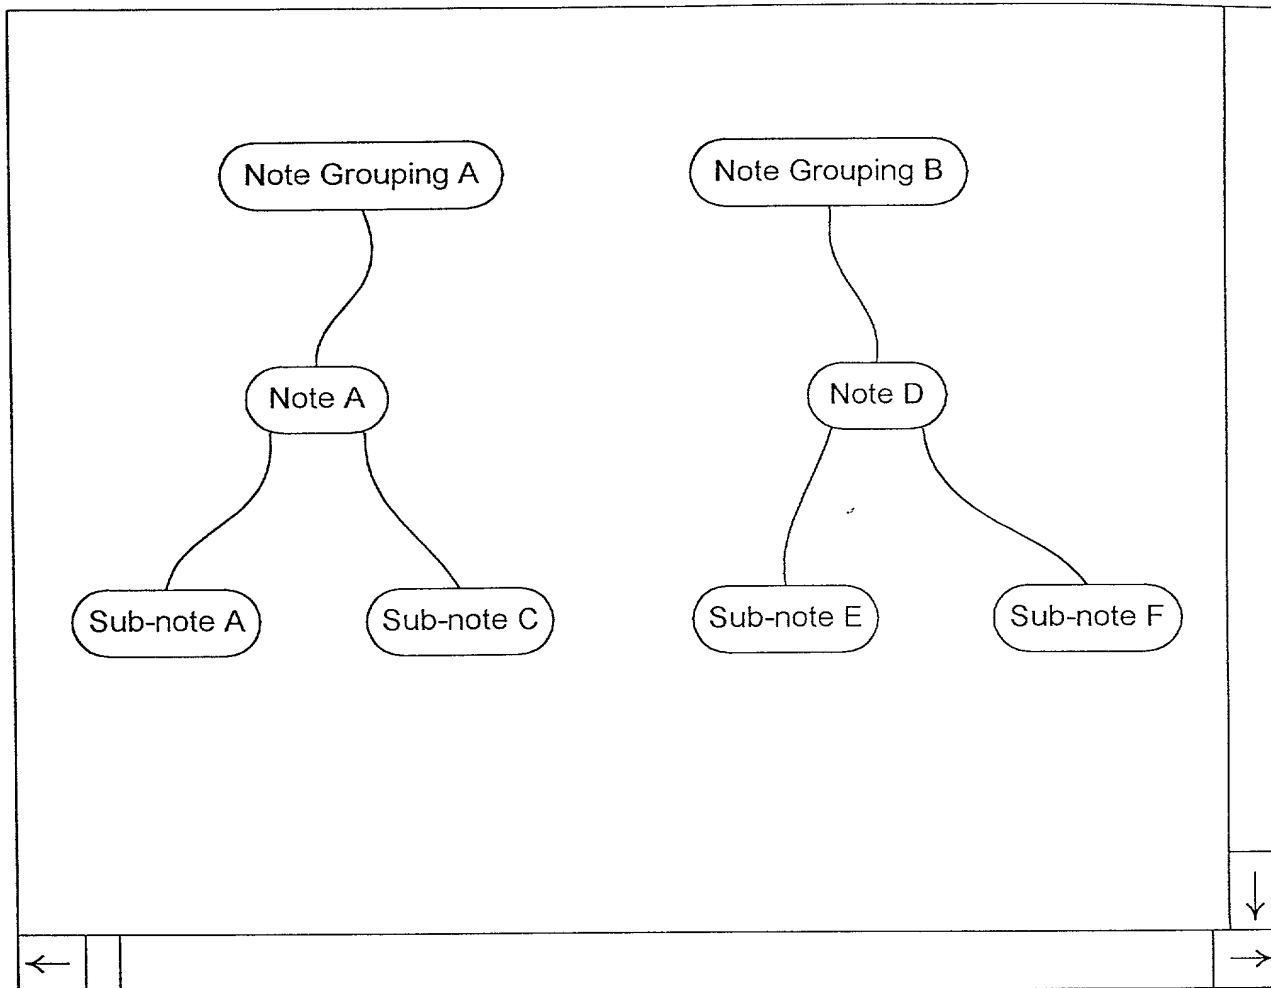 Note Grouping A
Note Grouping B
Note A
Note D
Sub-note A
Sub-note C
Sub-note E
Sub-note F